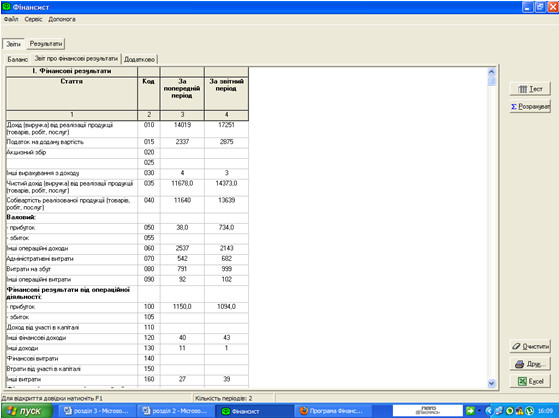 Фінансист
Файл Сервіс Допомога
Звіти Результати
Баланс Звіт про фінансові результати Додатково
І. Фінансові результати
Стаття Код За попередній період За звітний період
1 2 3 4
Дохід (виручка) від реалізації продукції (товарів, робіт, послуг) 010 14019 17251
Податок на додану вартість 015 2337 2875
Акцизний збір 020
025
Інші вирахування з доходу 030 4 3
Чистий дохід (виручка) від реалізації продукції (товарів, робіт, послуг) 035 11678,0 14373,0
Собівартість реалізованої продукції (товарів, робіт, послуг) 040 11640 13639
Валовий:
- прибуток 050 38,0 734,0
- збиток 055
Інші операційні доходи 060 2537 2143
Адміністративні витрати 070 542 682
Витрати на збут 080 791 999
Інші операційні витрати 090 92 102
Фінансові результати від операційної діяльності:
- прибуток 100 1150,0 1094,0
- збиток 105
Доход від участі в капіталі 110
Інші фінансові доходи 120 40 43
Інші доходи 130 11 1
Фінансові витрати 140
Втрати від участі в капіталі 150
Інші витрати 160 27 39
Тест
Σ Розрахуват
Очистити
Друк...
Excel
Для відкриття довідки натисніть F1 Кількість періодів: 2
пуск розділ 3 - Micros... розділ 2 - Microso... Фінансист Програма Фінанс... nero 16:09